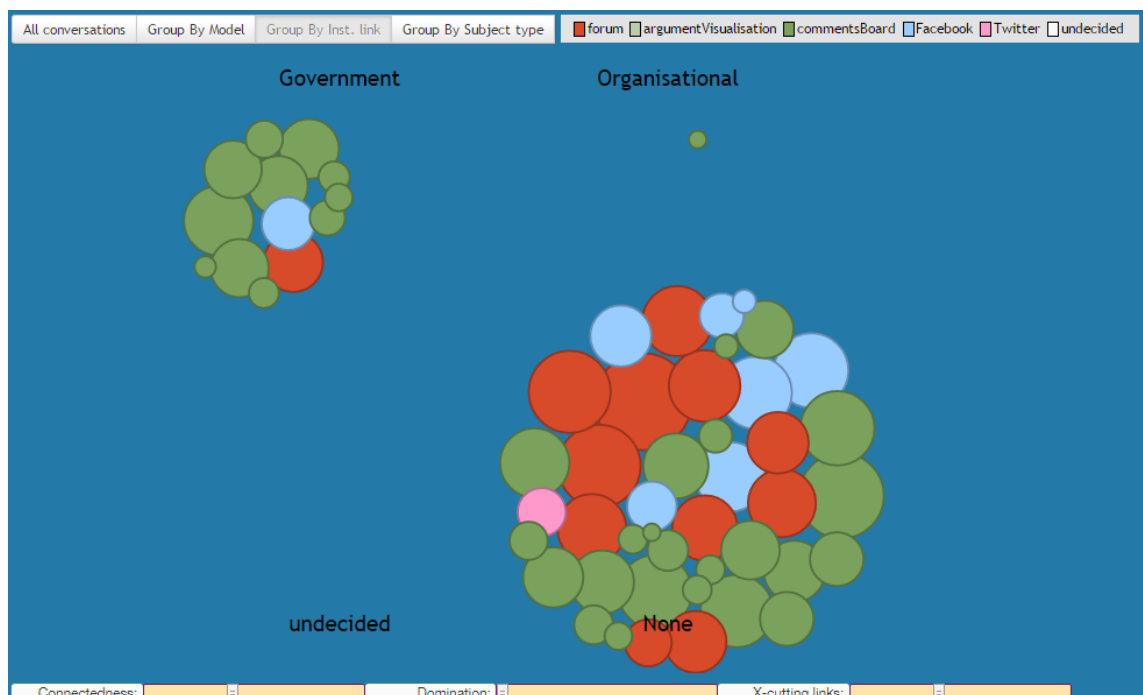 All conversations Group By Model Group By Inst. link Group By Subject type forum argumentVisualisation commentsBoard Facebook Twitter undecided
Government Organisational
undecided None
Connectedness: Domination: X-cutting links: